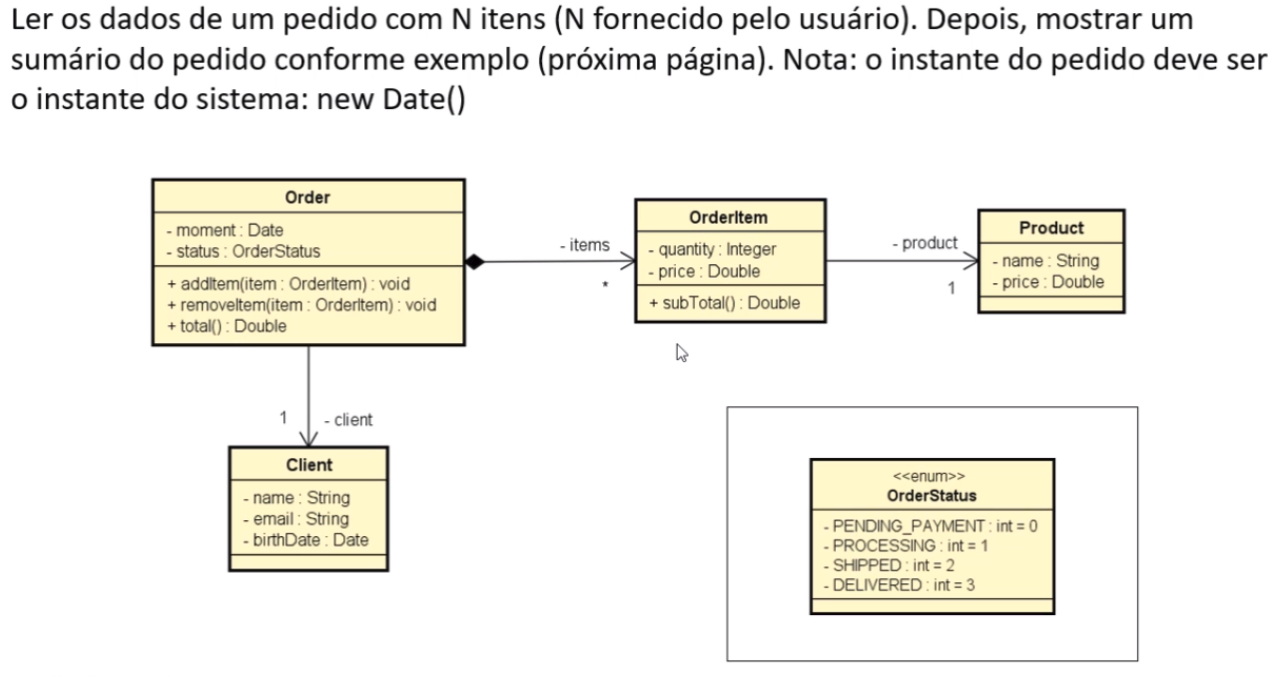 Ler os dados de um pedido com N itens (N fornecido pelo usuário). Depois, mostrar um
sumário do pedido conforme exemplo (próxima página). Nota: o instante do pedido deve ser
o instante do sistema: new Date()
Order
- moment : Date
- status : OrderStatus
+ addItem(item : OrderItem) : void
+ removeItem(item : OrderItem) : void
+ total() : Double
- items
*
OrderItem
- quantity : Integer
- price : Double
+ subTotal() : Double
- product
1
Product
- name : String
- price : Double
1
- client
Client
- name : String
- email : String
- birthDate : Date
<<enum>>
OrderStatus
- PENDING_PAYMENT : int = 0
- PROCESSING : int = 1
- SHIPPED : int = 2
- DELIVERED : int = 3